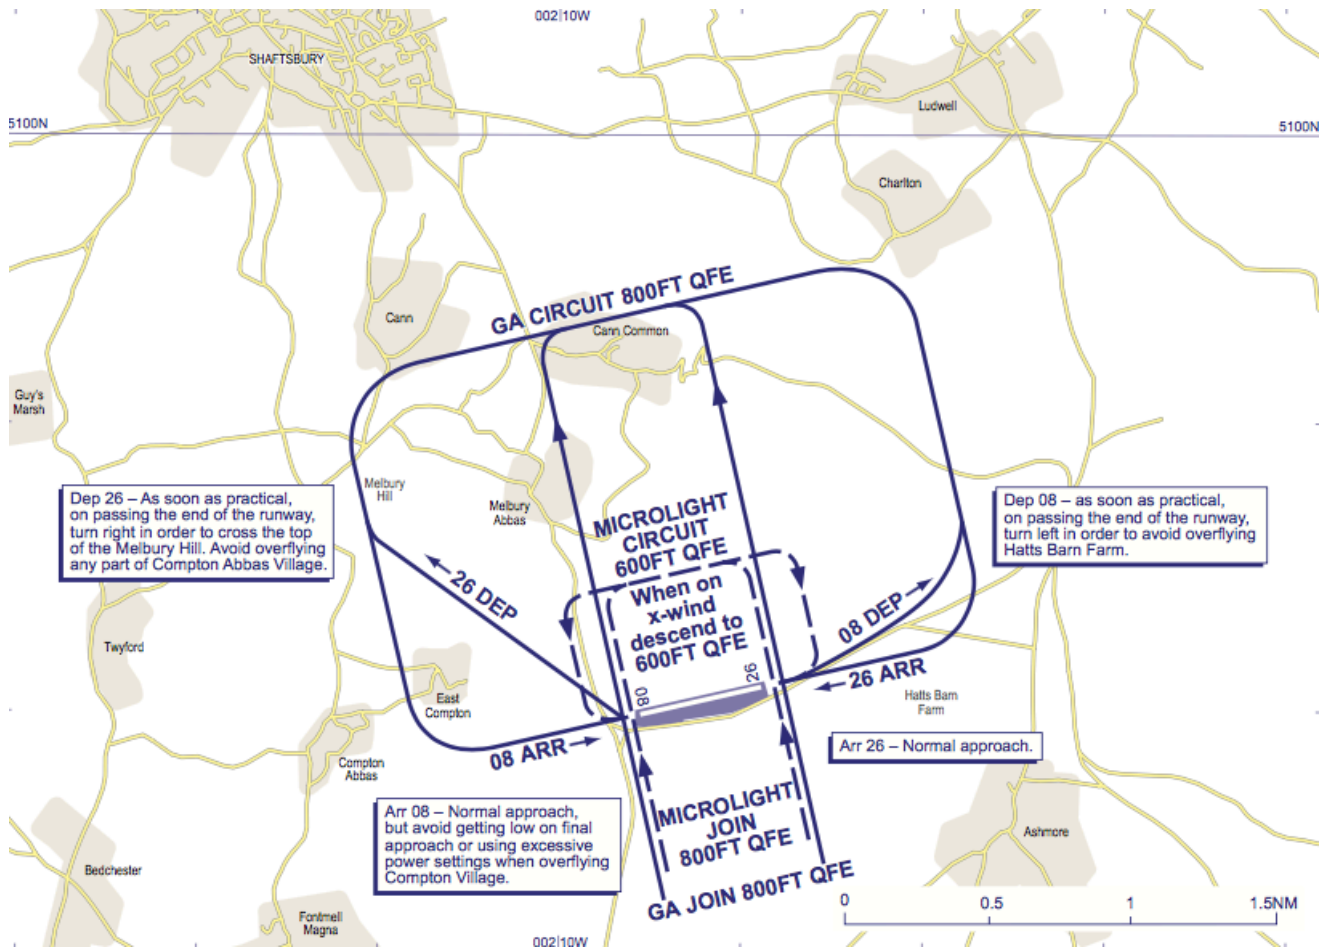 002|10W
SHAFTSBURY
Ludwell
5100N
5100N
Charlton
GA CIRCUIT 800FT QFE
Cann
Cann Common
Guy's
Marsh
Melbury
Hill
Melbury
Abbas
Dep 26 – As soon as practical,
on passing the end of the runway,
turn right in order to cross the top
of the Melbury Hill. Avoid overflying
any part of Compton Abbas Village.
MICROLIGHT
CIRCUIT
600FT QFE
When on
x-wind
descend to
600FT QFE
Dep 08 – as soon as practical,
on passing the end of the runway,
turn left in order to avoid overflying
Hatts Barn Farm.
26 DEP
08 DEP
Twyford
East
Compton
08
26
26 ARR
Hatts Barn
Farm
08 ARR
Compton
Abbas
Arr 26 – Normal approach.
Arr 08 – Normal approach,
but avoid getting low on final
approach or using excessive
power settings when overflying
Compton Village.
MICROLIGHT
JOIN
800FT QFE
Ashmore
Bedchester
GA JOIN 800FT QFE
Fontmell
Magna
0 0.5 1 1.5NM
002|10W